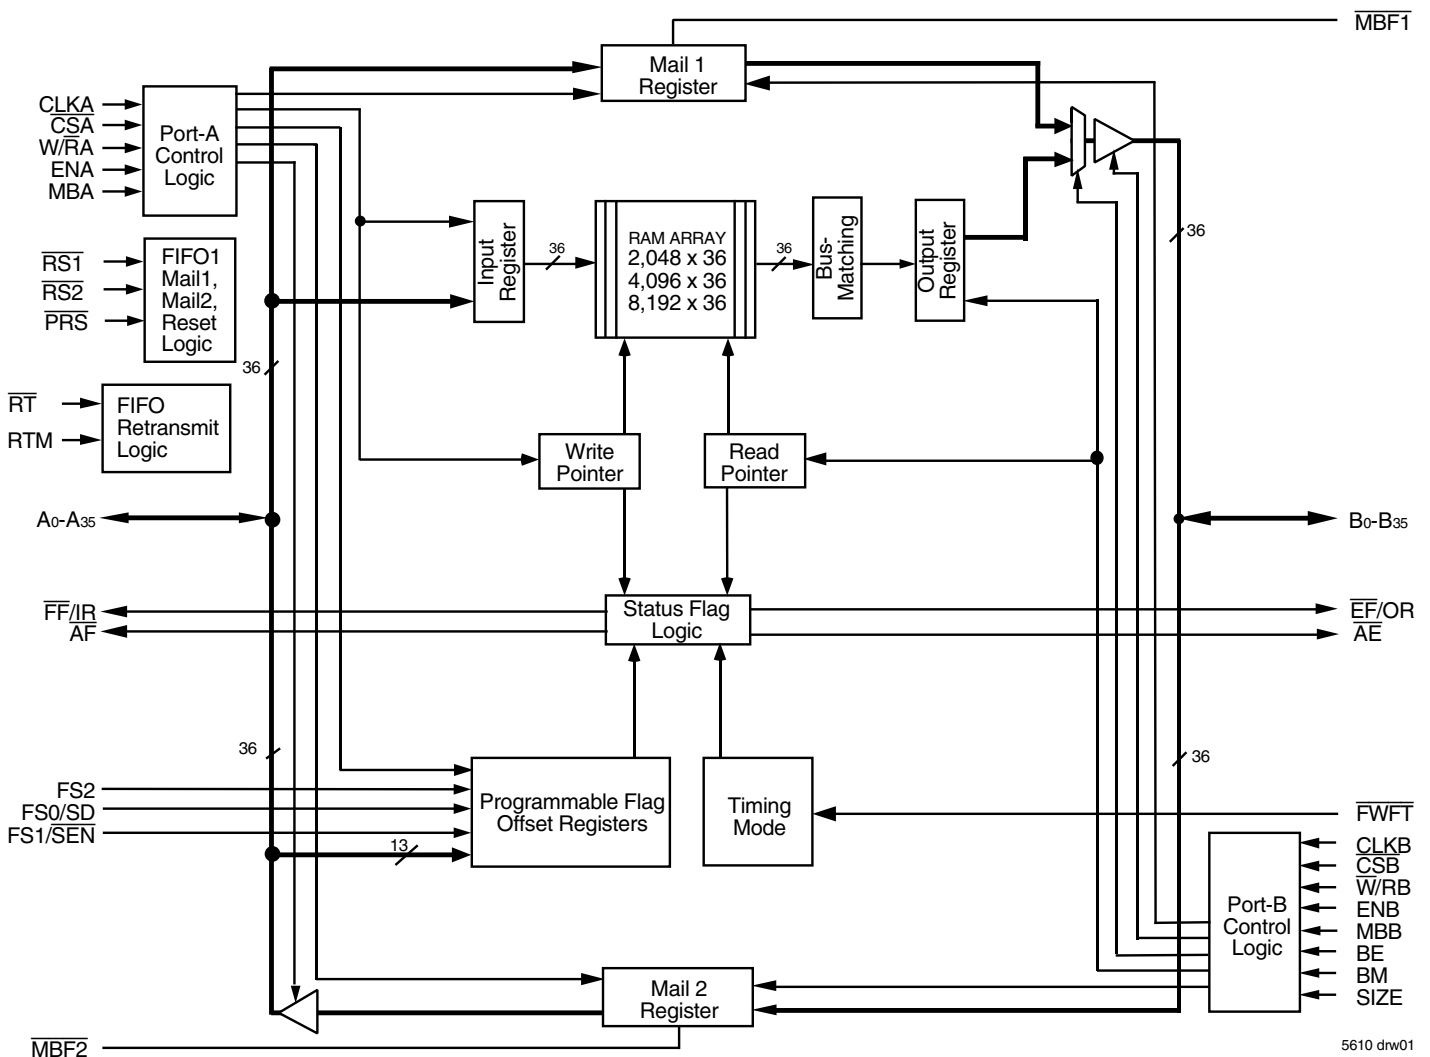 MBF1
Mail 1
Register
CLKA
CSA
W/RA
ENA
MBA
Port-A
Control
Logic
36
RS1
RS2
PRS
FIFO1
Mail1,
Mail2,
Reset
Logic
Input
Register
36
RAM ARRAY
2,048 x 36
4,096 x 36
8,192 x 36
36
Bus-
Matching
Output
Register
36
RT
RTM
FIFO
Retransmit
Logic
Write
Pointer
Read
Pointer
A0-A35
B0-B35
FF/IR
AF
Status Flag
Logic
EF/OR
AE
36
36
FS2
FS0/SD
FS1/SEN
13
Programmable Flag
Offset Registers
Timing
Mode
FWFT
CLKB
CSB
W/RB
ENB
MBB
BE
BM
SIZE
Port-B
Control
Logic
Mail 2
Register
MBF2
5610 drw01